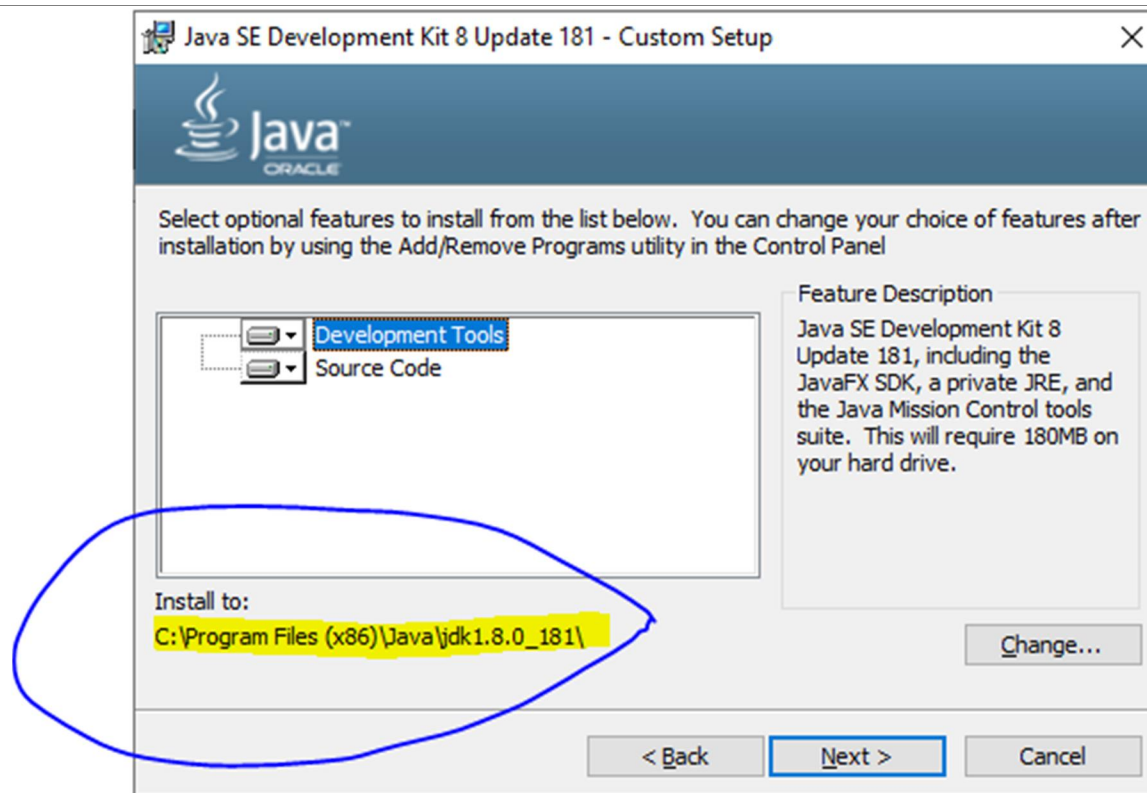 Java SE Development Kit 8 Update 181 - Custom Setup
Java™
ORACLE
Select optional features to install from the list below. You can change your choice of features after
installation by using the Add/Remove Programs utility in the Control Panel
Development Tools
Source Code
Feature Description
Java SE Development Kit 8
Update 181, including the
JavaFX SDK, a private JRE, and
the Java Mission Control tools
suite. This will require 180MB on
your hard drive.
Install to:
C:\Program Files (x86)\Java\jdk1.8.0_181\
Change...
< Back
Next >
Cancel